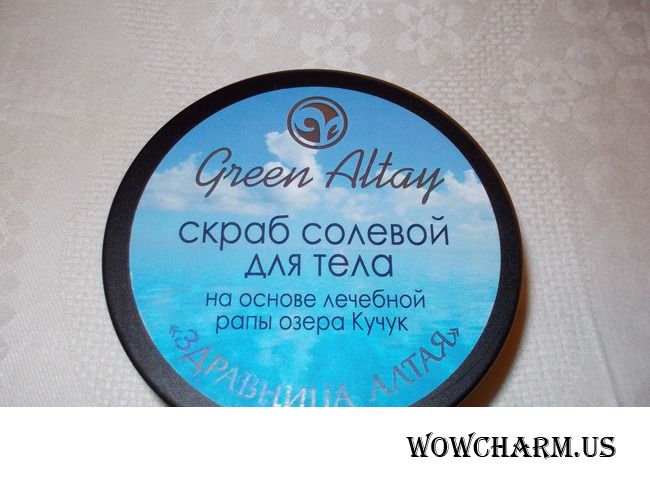 Green Altay
скраб солевой
для тела
на основе лечебной
рапы озера Кучук
«ЗДРАВНИЦА АЛТАЯ»
WOWCHARM.US